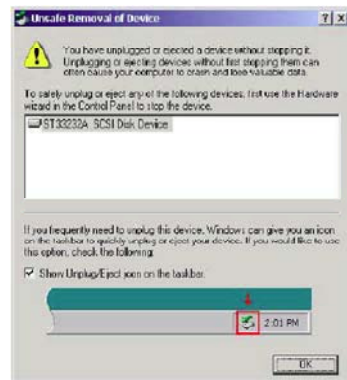 Unsafe Removal of Device
You have unplugged or ejected a device without stopping it.
Unplugging or ejecting devices without first stopping them can
often cause your computer to crash and lose valuable data.
To safely unplug or eject any of the following devices, first use the Hardware
wizard in the Control Panel to stop the device.
ST33232A SCSI Disk Device
If you frequently need to unplug this device, Windows can give you an icon
on the taskbar to quickly unplug or eject your device. If you would like to use
this option, check the following:
Show Unplug/Eject icon on the taskbar.
2:01 PM
OK